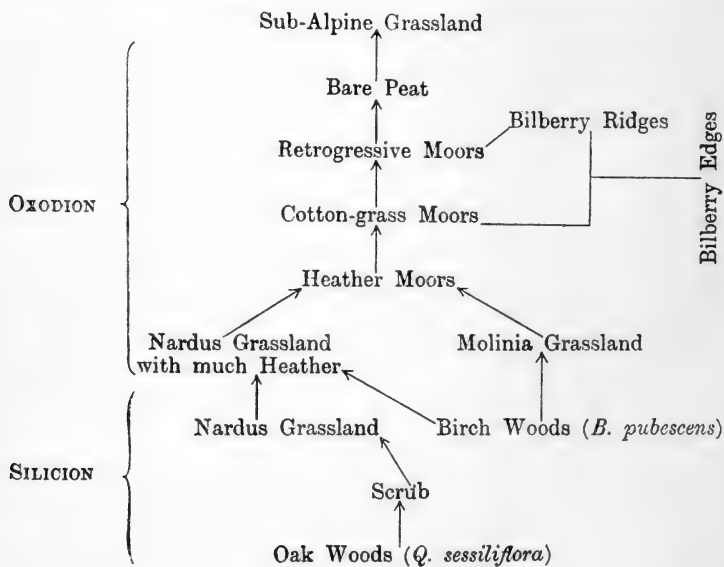 Sub-Alpine Grassland
Bare Peat
Bilberry Ridges
Retrogressive Moors
Bilberry Edges
OXODION
Cotton-grass Moors
Heather Moors
Nardus Grassland
with much Heather
Molinia Grassland
Nardus Grassland
Birch Woods (B. pubescens)
SILICION
Scrub
Oak Woods (Q. sessiliflora)